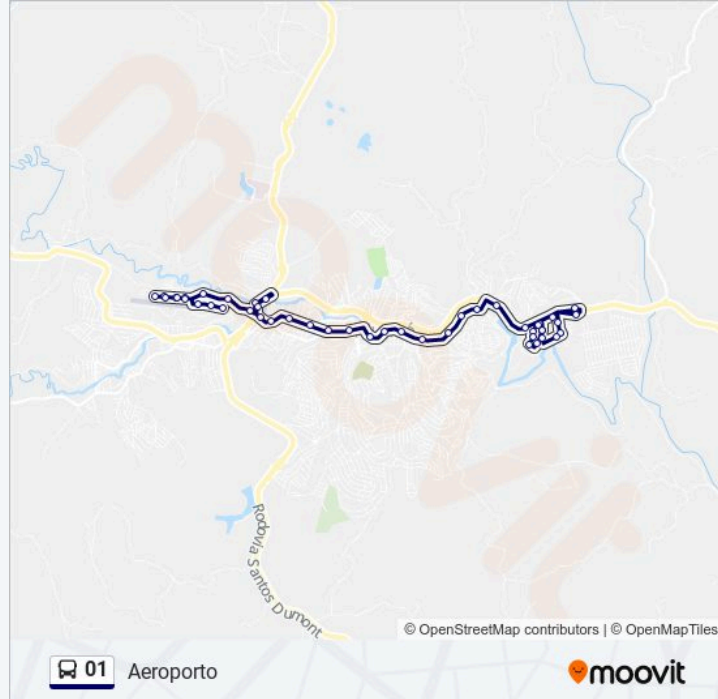 Rodovia Santos Dumont
© OpenStreetMap contributors | © OpenMapTiles
01 Aeroporto
moovit